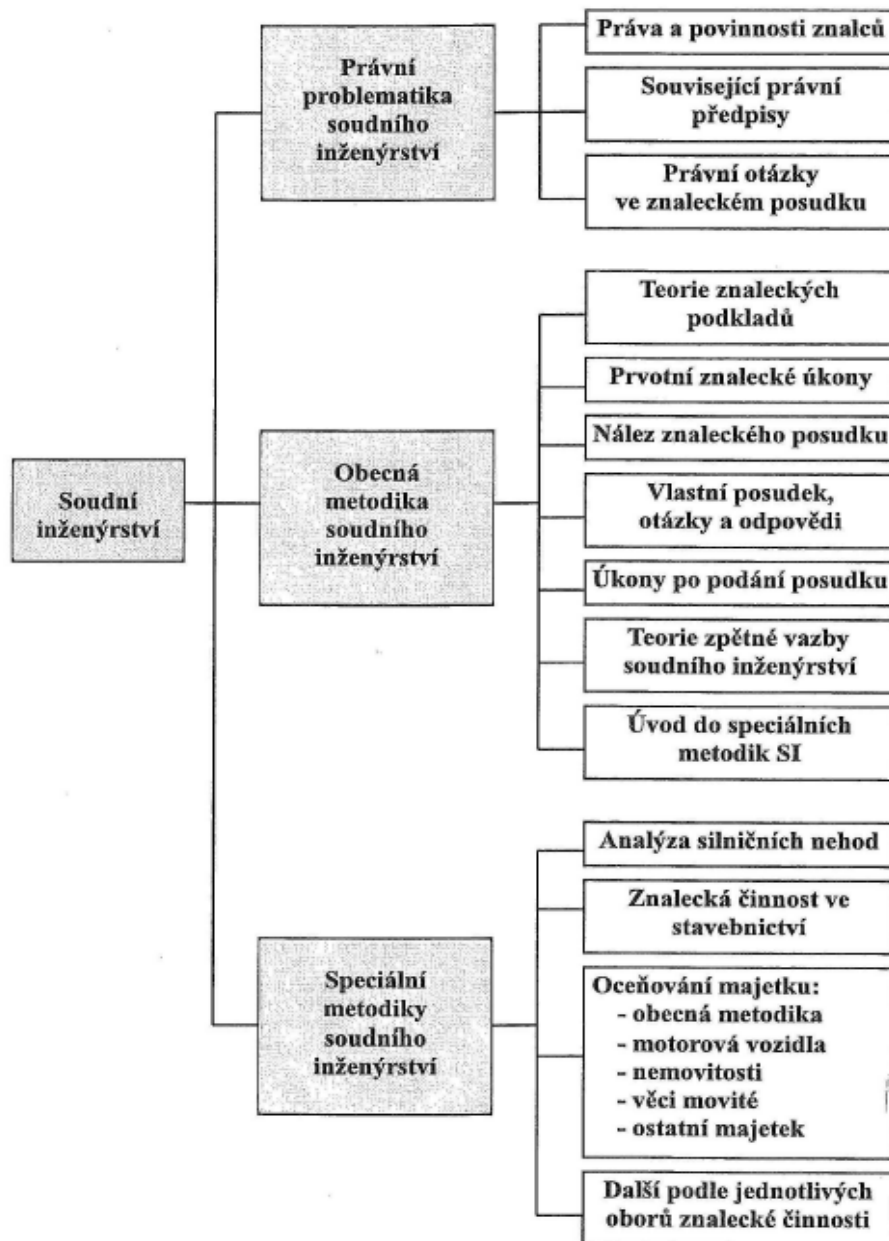 Soudní
inženýrství
Právní
problematika
soudního
inženýrství
Práva a povinnosti znalců
Související právní
předpisy
Právní otázky
ve znaleckém posudku
Obecná
metodika
soudního
inženýrství
Teorie znaleckých
podkladů
Prvotní znalecké úkony
Nález znaleckého posudku
Vlastní posudek,
otázky a odpovědi
Úkony po podání posudku
Teorie zpětné vazby
soudního inženýrství
Úvod do speciálních
metodik SI
Speciální
metodiky
soudního
inženýrství
Analýza silničních nehod
Znalecká činnost ve
stavebnictví
Oceňování majetku:
- obecná metodika
- motorová vozidla
- nemovitosti
- věci movité
- ostatní majetek
Další podle jednotlivých
oborů znalecké činnosti